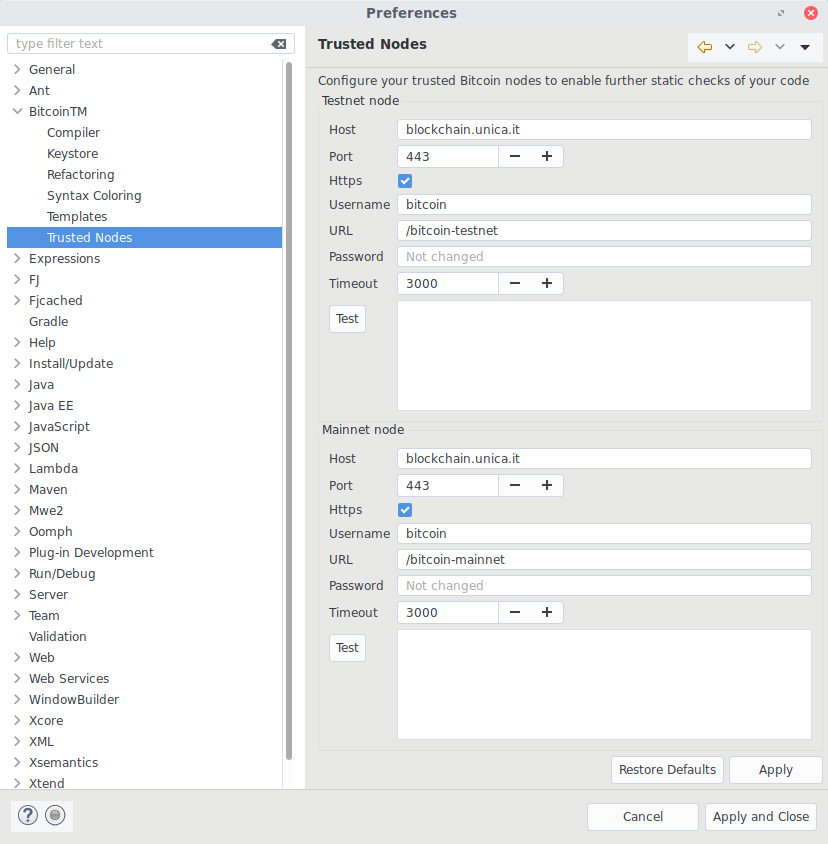 Preferences
type filter text
General
Ant
BitcoinTM
Compiler
Keystore
Refactoring
Syntax Coloring
Templates
Trusted Nodes
Expressions
FJ
Fjcached
Gradle
Help
Install/Update
Java
Java EE
JavaScript
JSON
Lambda
Maven
Mwe2
Oomph
Plug-in Development
Run/Debug
Server
Team
Validation
Web
Web Services
WindowBuilder
Xcore
XML
Xsemantics
Xtend
Trusted Nodes
Configure your trusted Bitcoin nodes to enable further static checks of your code
Testnet node
Host blockchain.unica.it
Port 443
Https
Username bitcoin
URL /bitcoin-testnet
Password Not changed
Timeout 3000
Test
Mainnet node
Host blockchain.unica.it
Port 443
Https
Username bitcoin
URL /bitcoin-mainnet
Password Not changed
Timeout 3000
Test
Restore Defaults Apply
? Cancel Apply and Close